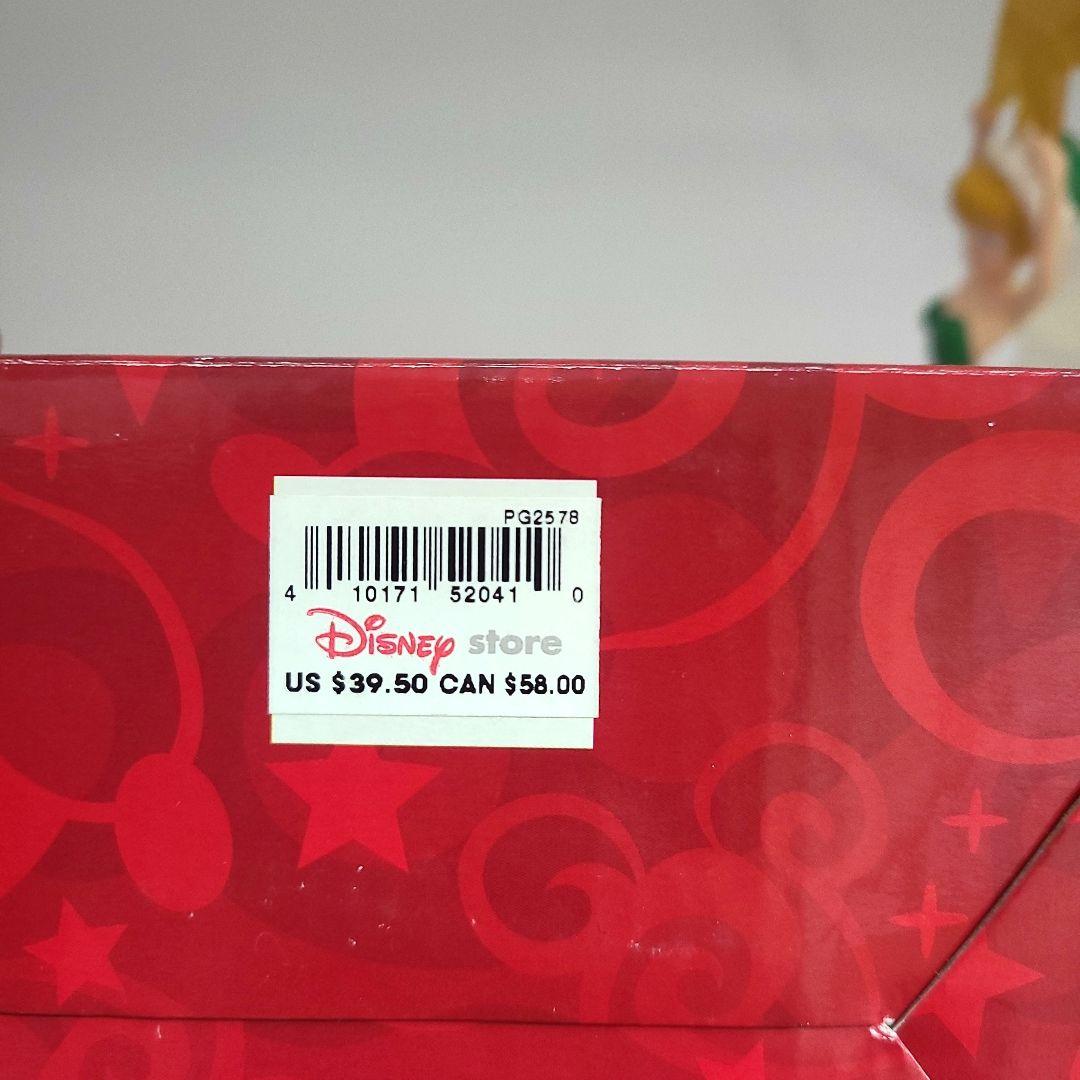 PG2578
4 10171 52041 0
Disney store
US $39.50 CAN $58.00